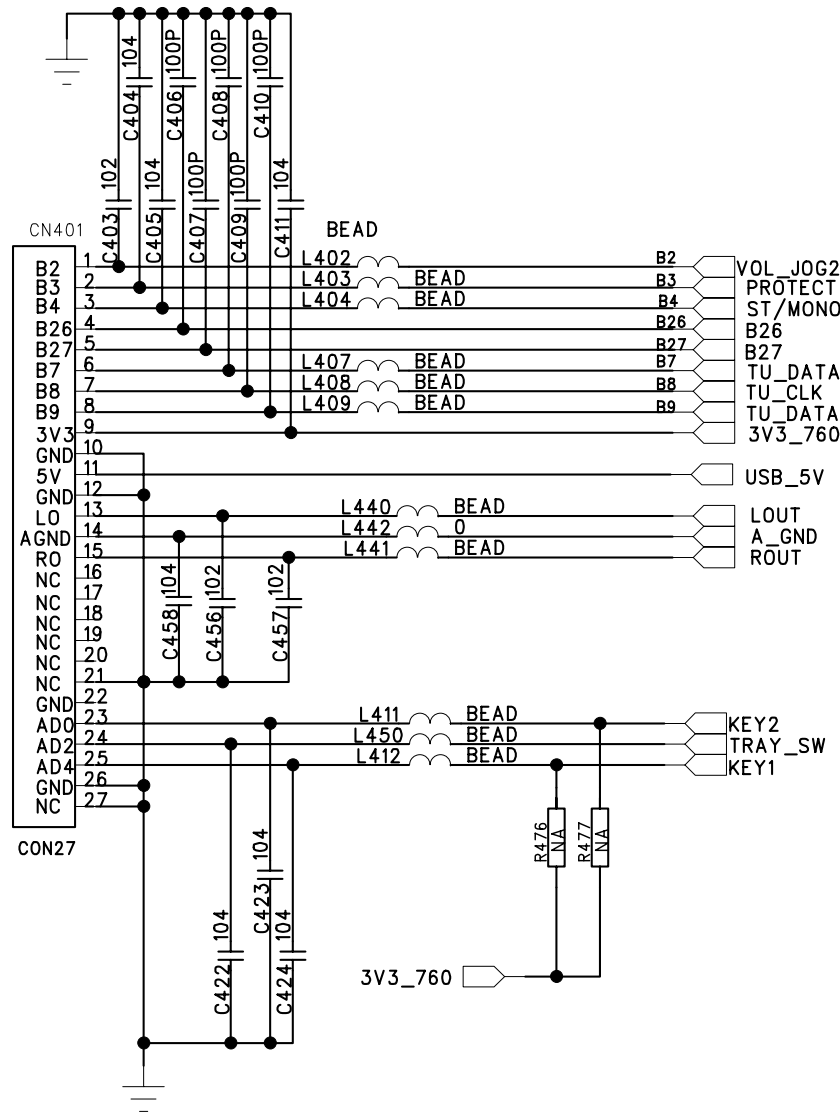 104
100P
100P
100P
C404
C406
C408
C410
102
104
100P
100P
104
C403
C405
C407
C409
C411
CN401
BEAD
B2 1 L402 B2 VOL_JOG2
B3 2 L403 BEAD B3 PROTECT
B4 3 L404 BEAD B4 ST/MONO
B26 4 B26 B26
B27 5 B27 B27
B7 6 L407 BEAD B7 TU_DATA
B8 7 L408 BEAD B8 TU_CLK
B9 8 L409 BEAD B9 TU_DATA
3V3 9 3V3_760
GND 10
5V 11 USB_5V
GND 12
LO 13 L440 BEAD LOUT
AGND 14 L442 0 A_GND
RO 15 L441 BEAD ROUT
NC 16
NC 17
NC 18
NC 19
NC 20
NC 21
GND 22
104
102
102
C458
C456
C457
AD0 23 L411 BEAD KEY2
AD2 24 L450 BEAD TRAY_SW
AD4 25 L412 BEAD KEY1
GND 26
NC 27
CON27
R476
NA
R477
NA
104
C423
104
C422
104
C424
3V3_760